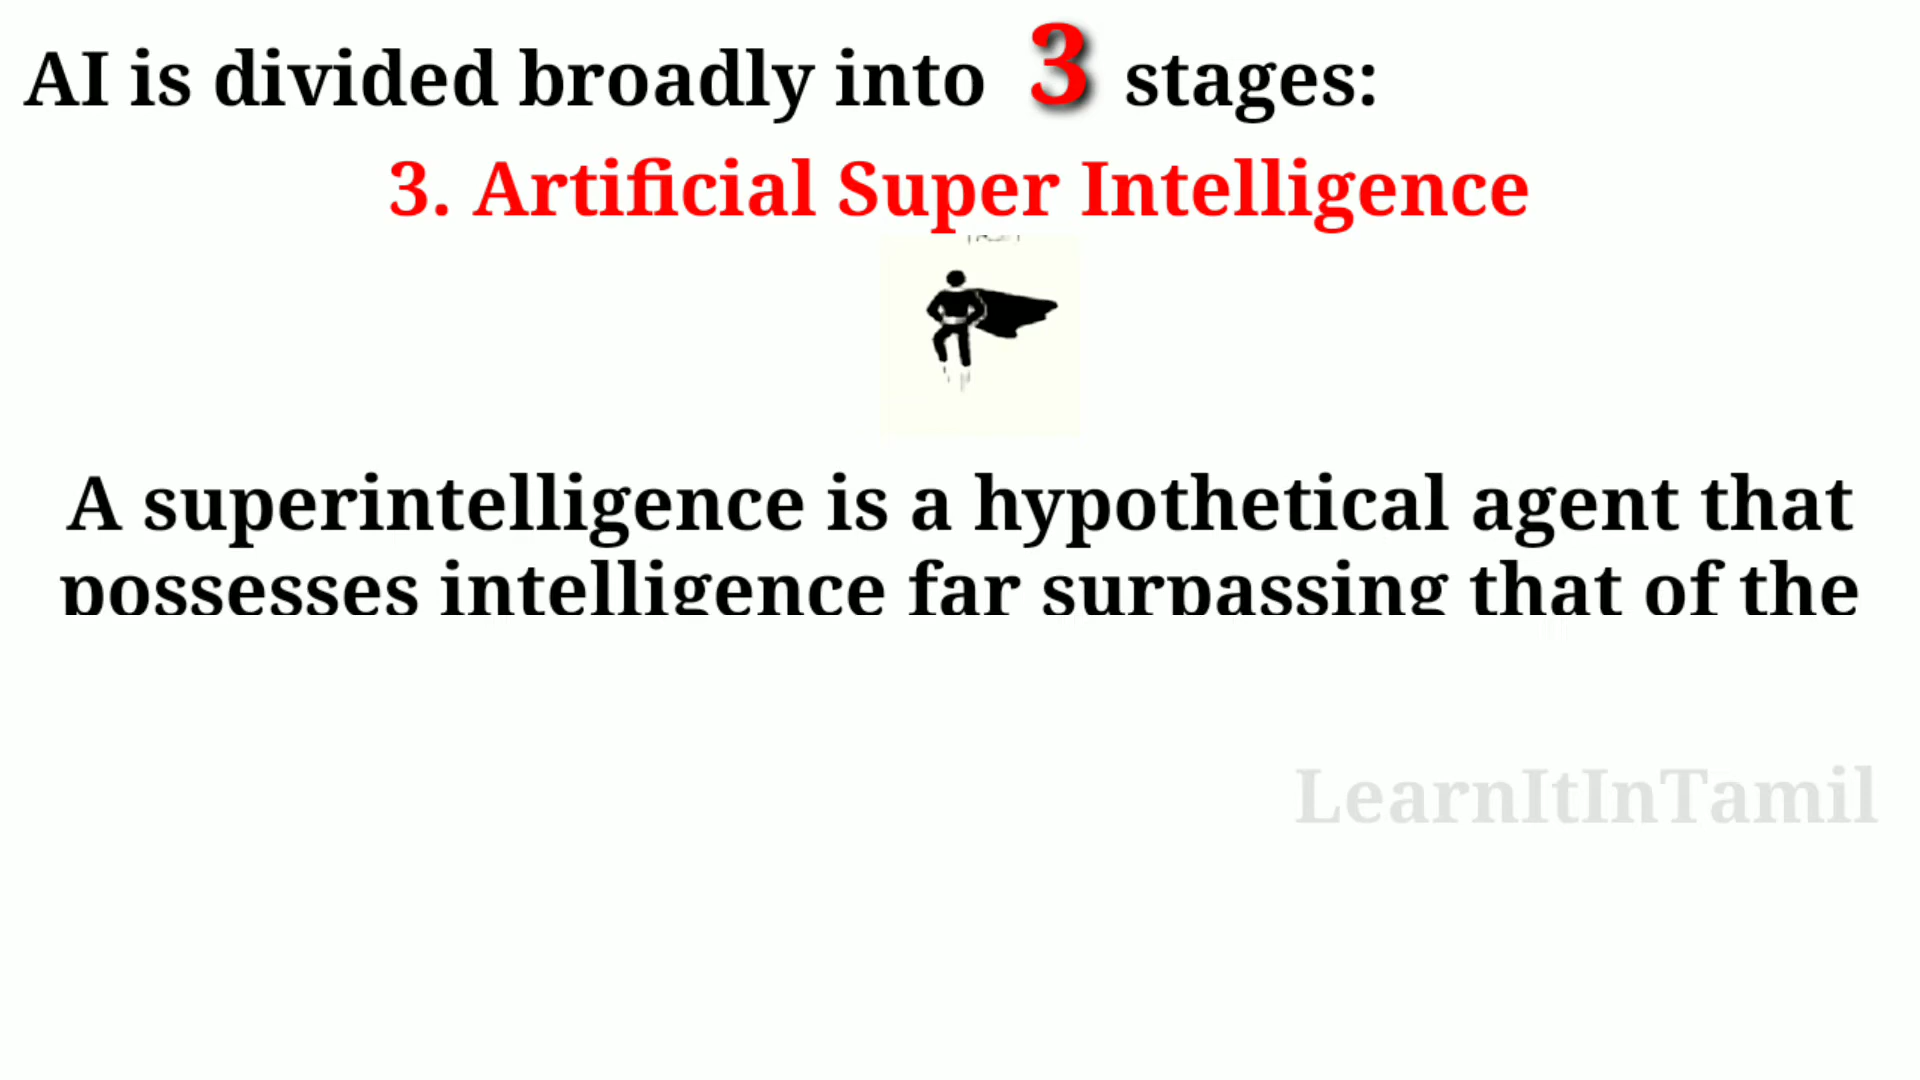 AI is divided broadly into 3 stages:
3. Artificial Super Intelligence
A superintelligence is a hypothetical agent that
possesses intelligence far surpassing that of the
LearnItInTamil